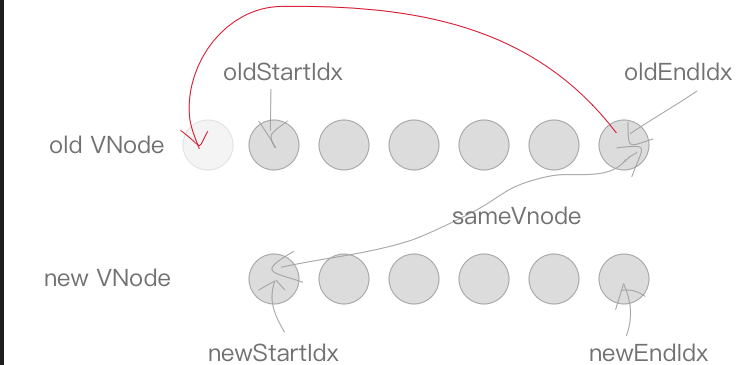 oldStartIdx
oldEndIdx
old VNode
sameVnode
new VNode
newStartIdx
newEndIdx